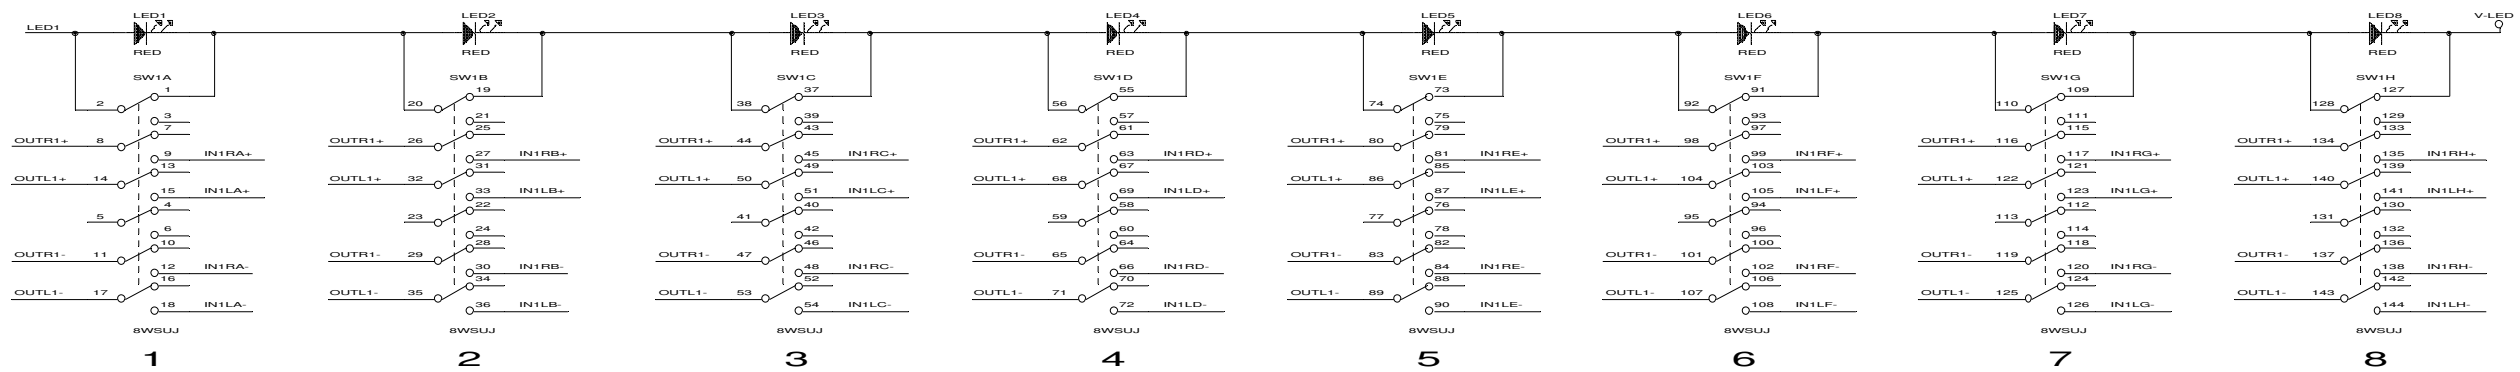 LED1 LED2 LED3 LED4 LED5 LED6 LED7 LED8 V-LED
LED1
RED RED RED RED RED RED RED RED
SW1A SW1B SW1C SW1D SW1E SW1F SW1G SW1H
1 19 37 55 73 91 109 127
2 20 38 56 74 92 110 128
3 21 39 57 75 93 111 129
7 25 43 61 79 97 115 133
OUTR1+ 8 OUTR1+ 26 OUTR1+ 44 OUTR1+ 62 OUTR1+ 80 OUTR1+ 98 OUTR1+ 116 OUTR1+ 134
9 IN1RA+ 27 IN1RB+ 45 IN1RC+ 63 IN1RD+ 81 IN1RE+ 99 IN1RF+ 117 IN1RG+ 135 IN1RH+
13 31 49 67 85 103 121 139
OUTL1+ 14 OUTL1+ 32 OUTL1+ 50 OUTL1+ 68 OUTL1+ 86 OUTL1+ 104 OUTL1+ 122 OUTL1+ 140
15 IN1LA+ 33 IN1LB+ 51 IN1LC+ 69 IN1LD+ 87 IN1LE+ 105 IN1LF+ 123 IN1LG+ 141 IN1LH+
4 22 40 58 76 94 112 130
5 23 41 59 77 95 113 131
6 24 42 60 78 96 114 132
10 28 46 64 82 100 118 136
OUTR1- 11 OUTR1- 29 OUTR1- 47 OUTR1- 65 OUTR1- 83 OUTR1- 101 OUTR1- 119 OUTR1- 137
12 IN1RA- 30 IN1RB- 48 IN1RC- 66 IN1RD- 84 IN1RE- 102 IN1RF- 120 IN1RG- 138 IN1RH-
16 34 52 70 88 106 124 142
OUTL1- 17 OUTL1- 35 OUTL1- 53 OUTL1- 71 OUTL1- 89 OUTL1- 107 OUTL1- 125 OUTL1- 143
18 IN1LA- 36 IN1LB- 54 IN1LC- 72 IN1LD- 90 IN1LE- 108 IN1LF- 126 IN1LG- 144 IN1LH-
8WSUJ 8WSUJ 8WSUJ 8WSUJ 8WSUJ 8WSUJ 8WSUJ 8WSUJ
1 2 3 4 5 6 7 8